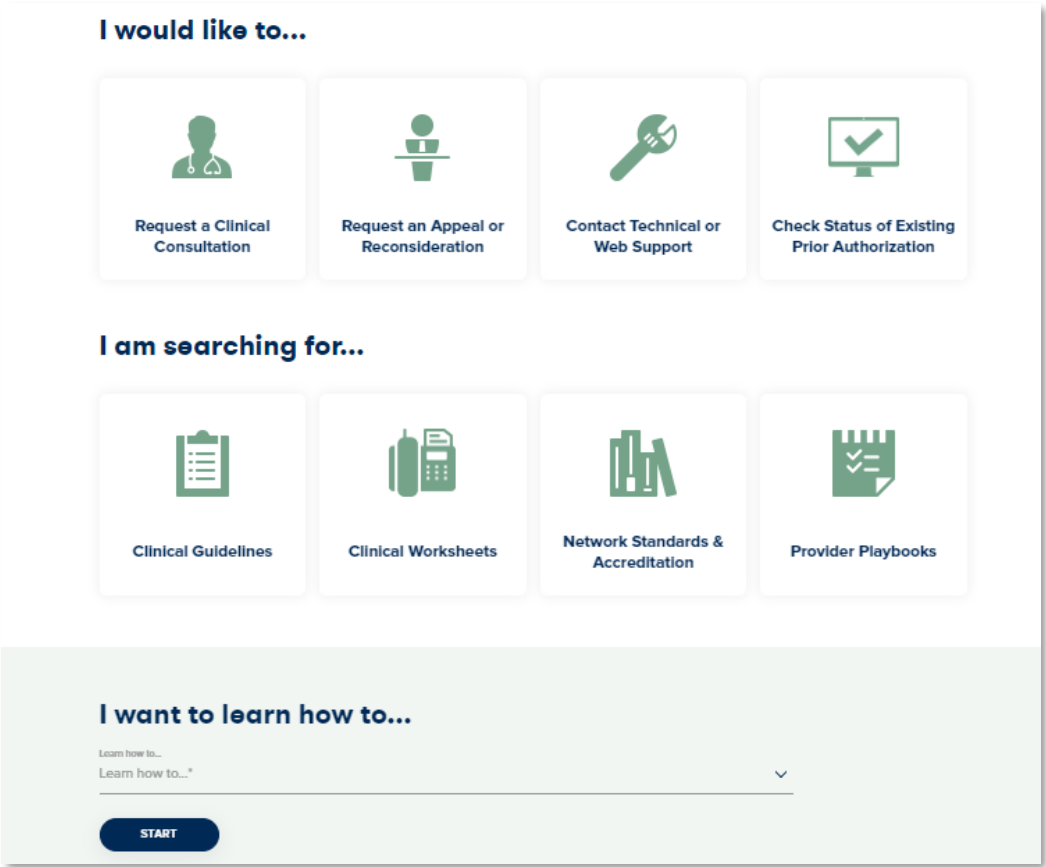 I would like to...
Request a Clinical
Consultation
Request an Appeal or
Reconsideration
Contact Technical or
Web Support
Check Status of Existing
Prior Authorization
I am searching for...
Clinical Guidelines
Clinical Worksheets
Network Standards &
Accreditation
Provider Playbooks
I want to learn how to...
Learn how to...
Learn how to...*
START